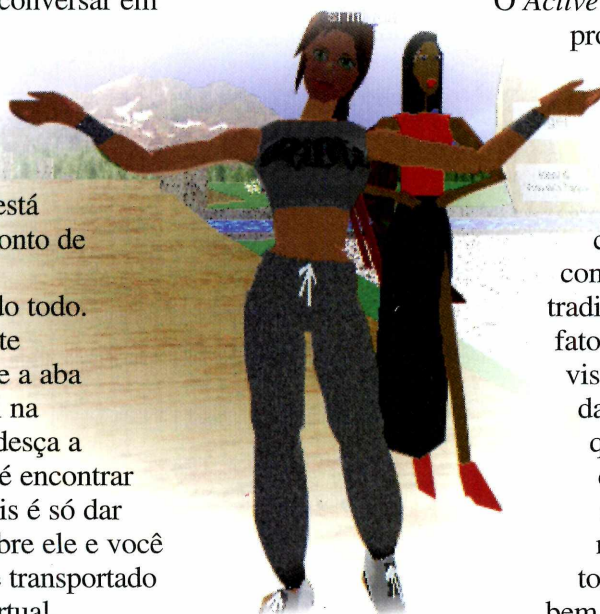 conversar em
está
onto de
do todo.
te
e a aba
na
desça a
é encontrar
is é só dar
bre ele e você
transportado
rtual
O Active
pro
c
con
tradi
fato
vis
da
q
to
bem